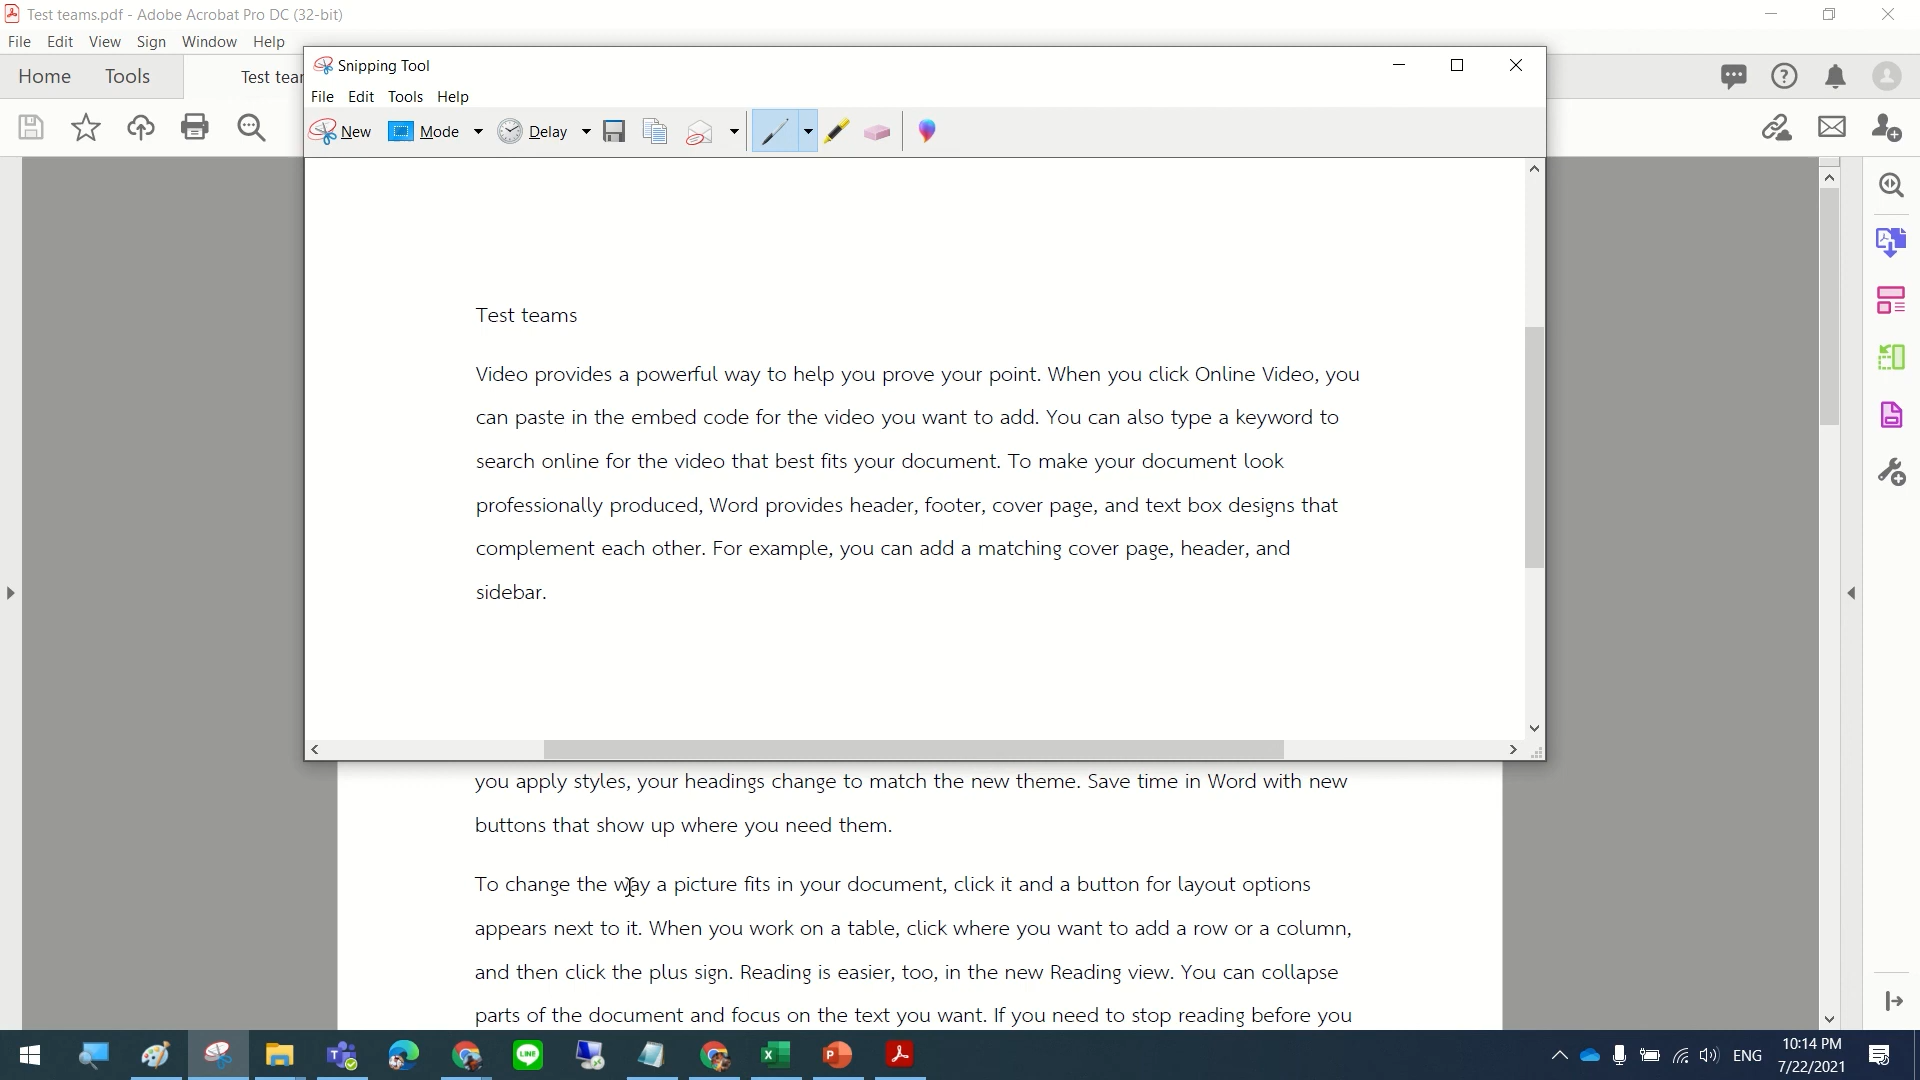 Test teams.pdf - Adobe Acrobat Pro DC (32-bit)
File Edit View Sign Window Help
Home Tools Test tear
Snipping Tool
File Edit Tools Help
New Mode Delay
Test teams
Video provides a powerful way to help you prove your point. When you click Online Video, you
can paste in the embed code for the video you want to add. You can also type a keyword to
search online for the video that best fits your document. To make your document look
professionally produced, Word provides header, footer, cover page, and text box designs that
complement each other. For example, you can add a matching cover page, header, and
sidebar.
you apply styles, your headings change to match the new theme. Save time in Word with new
buttons that show up where you need them.
To change the way a picture fits in your document, click it and a button for layout options
appears next to it. When you work on a table, click where you want to add a row or a column,
and then click the plus sign. Reading is easier, too, in the new Reading view. You can collapse
parts of the document and focus on the text you want. If you need to stop reading before you
LINE
ENG
10:14 PM
7/22/2021